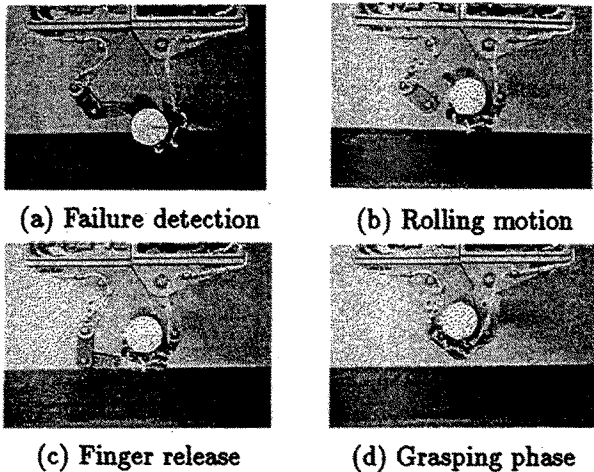 (a) Failure detection
(b) Rolling motion
(c) Finger release
(d) Grasping phase